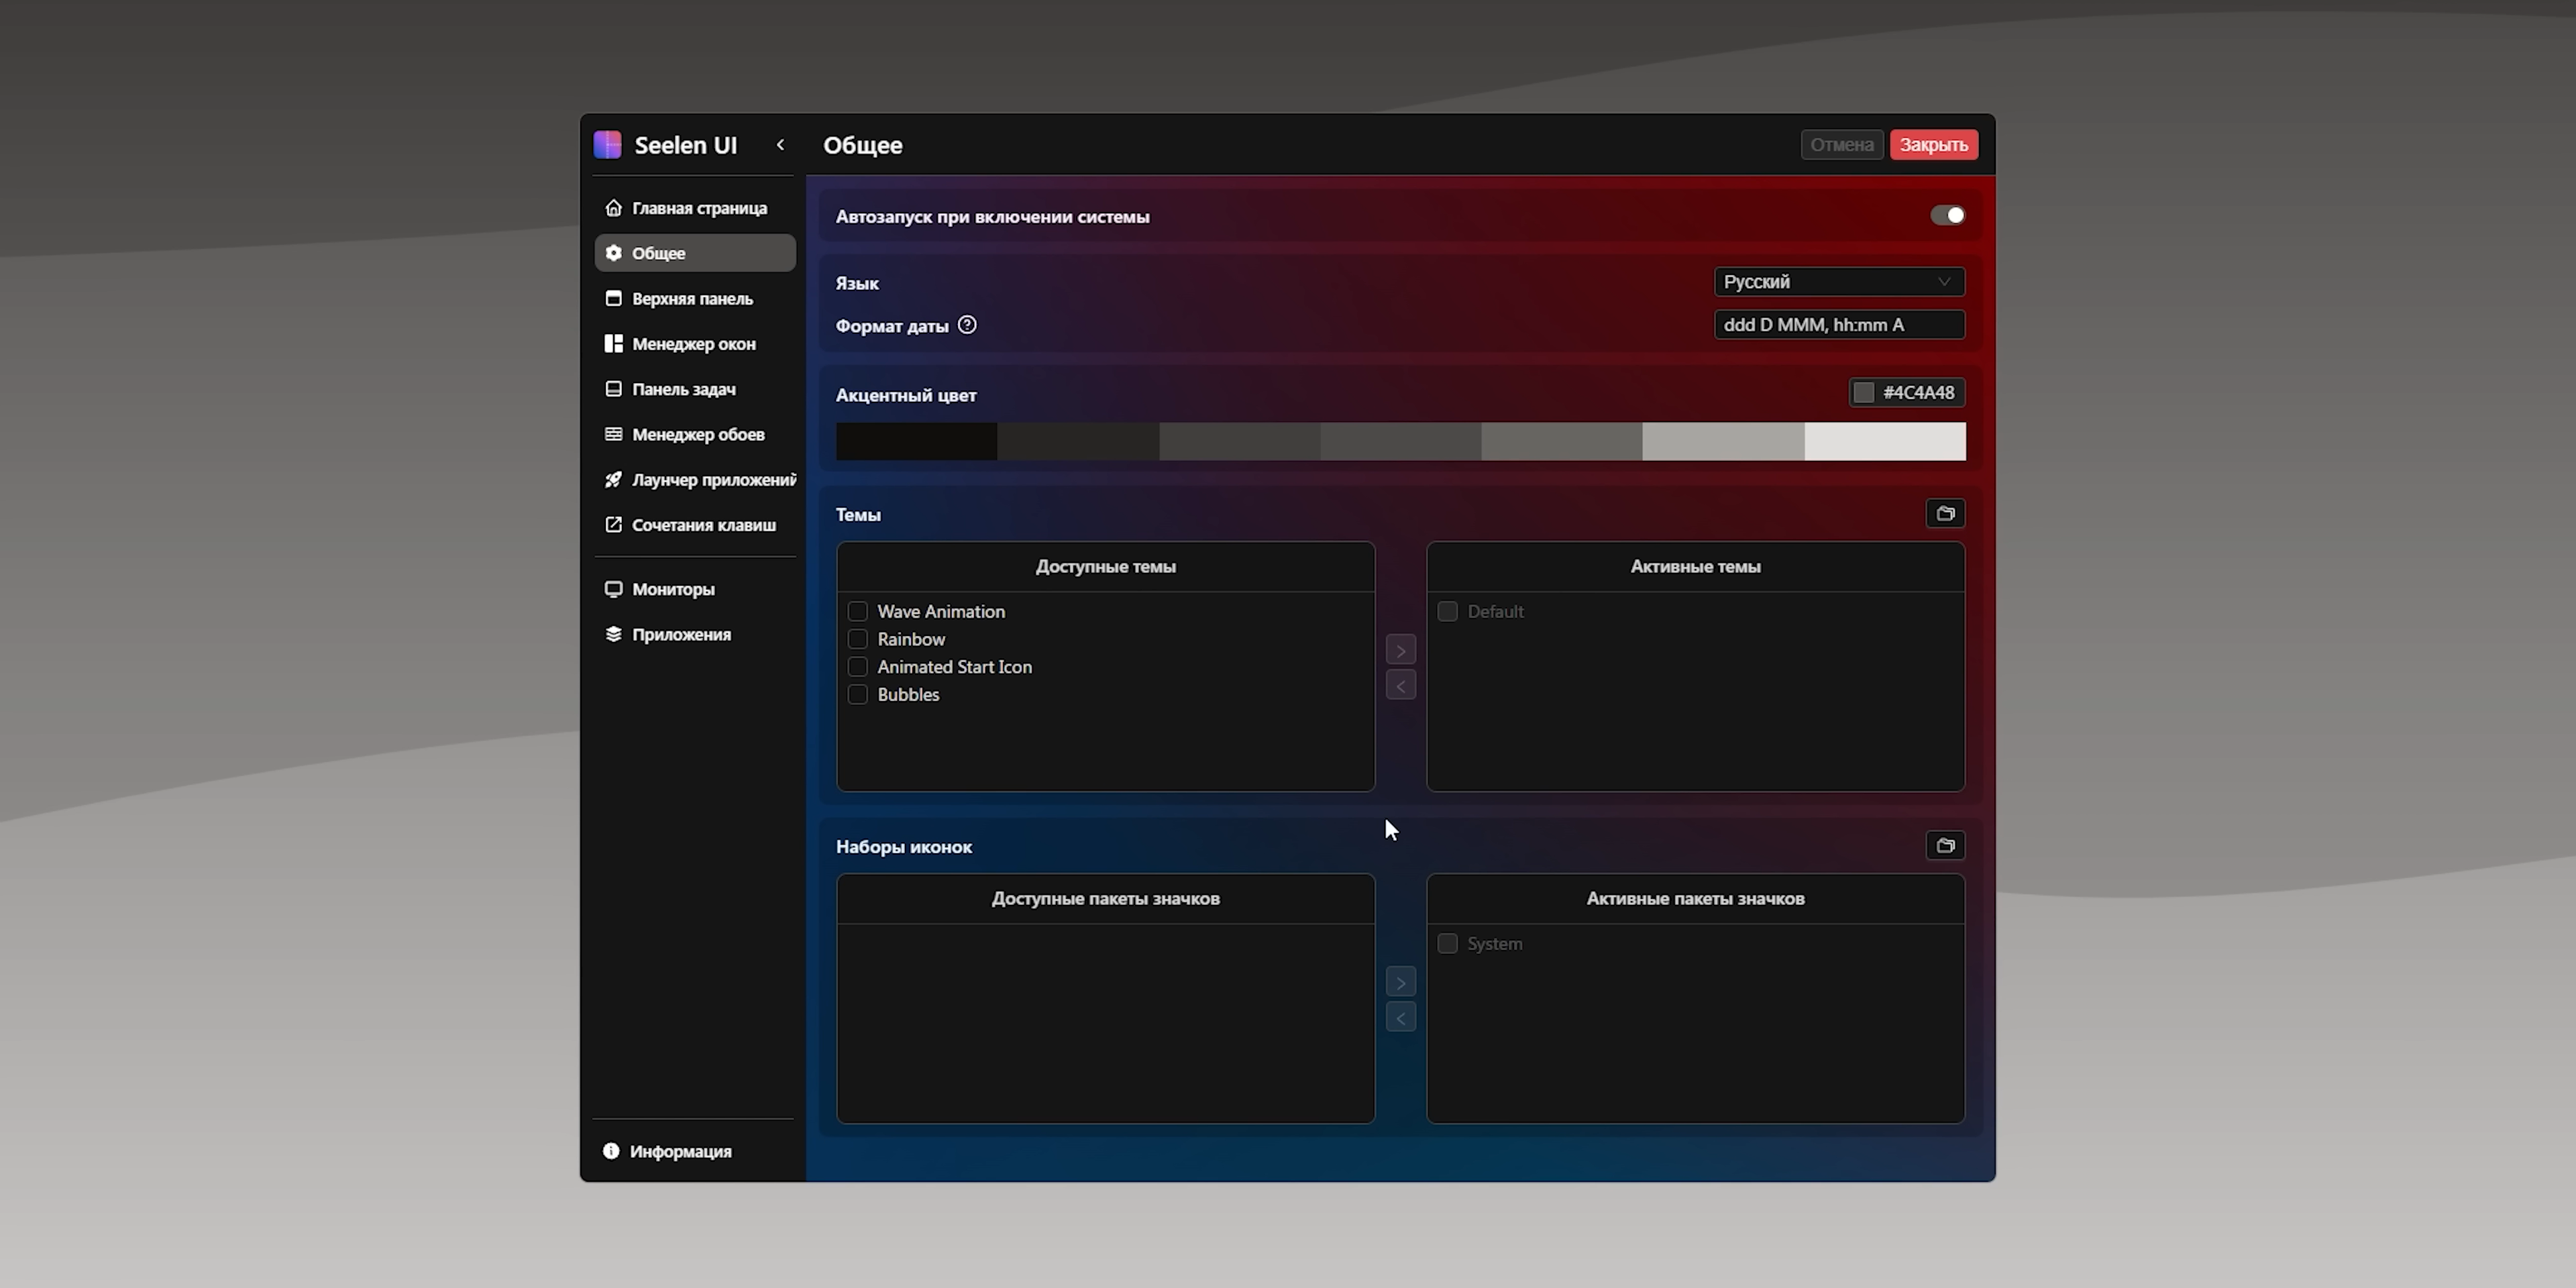 Seelen UI
Общее
Отмена
Закрыть
Главная страница
Общее
Верхняя панель
Менеджер окон
Панель задач
Менеджер обоев
Лаунчер приложений
Сочетания клавиш
Мониторы
Приложения
Информация
Автозапуск при включении системы
Язык
Русский
Формат даты
ddd D MMM, hh:mm A
Акцентный цвет
#4C4A48
Темы
Доступные темы
Wave Animation
Rainbow
Animated Start Icon
Bubbles
Активные темы
Default
Наборы иконок
Доступные пакеты значков
Активные пакеты значков
System